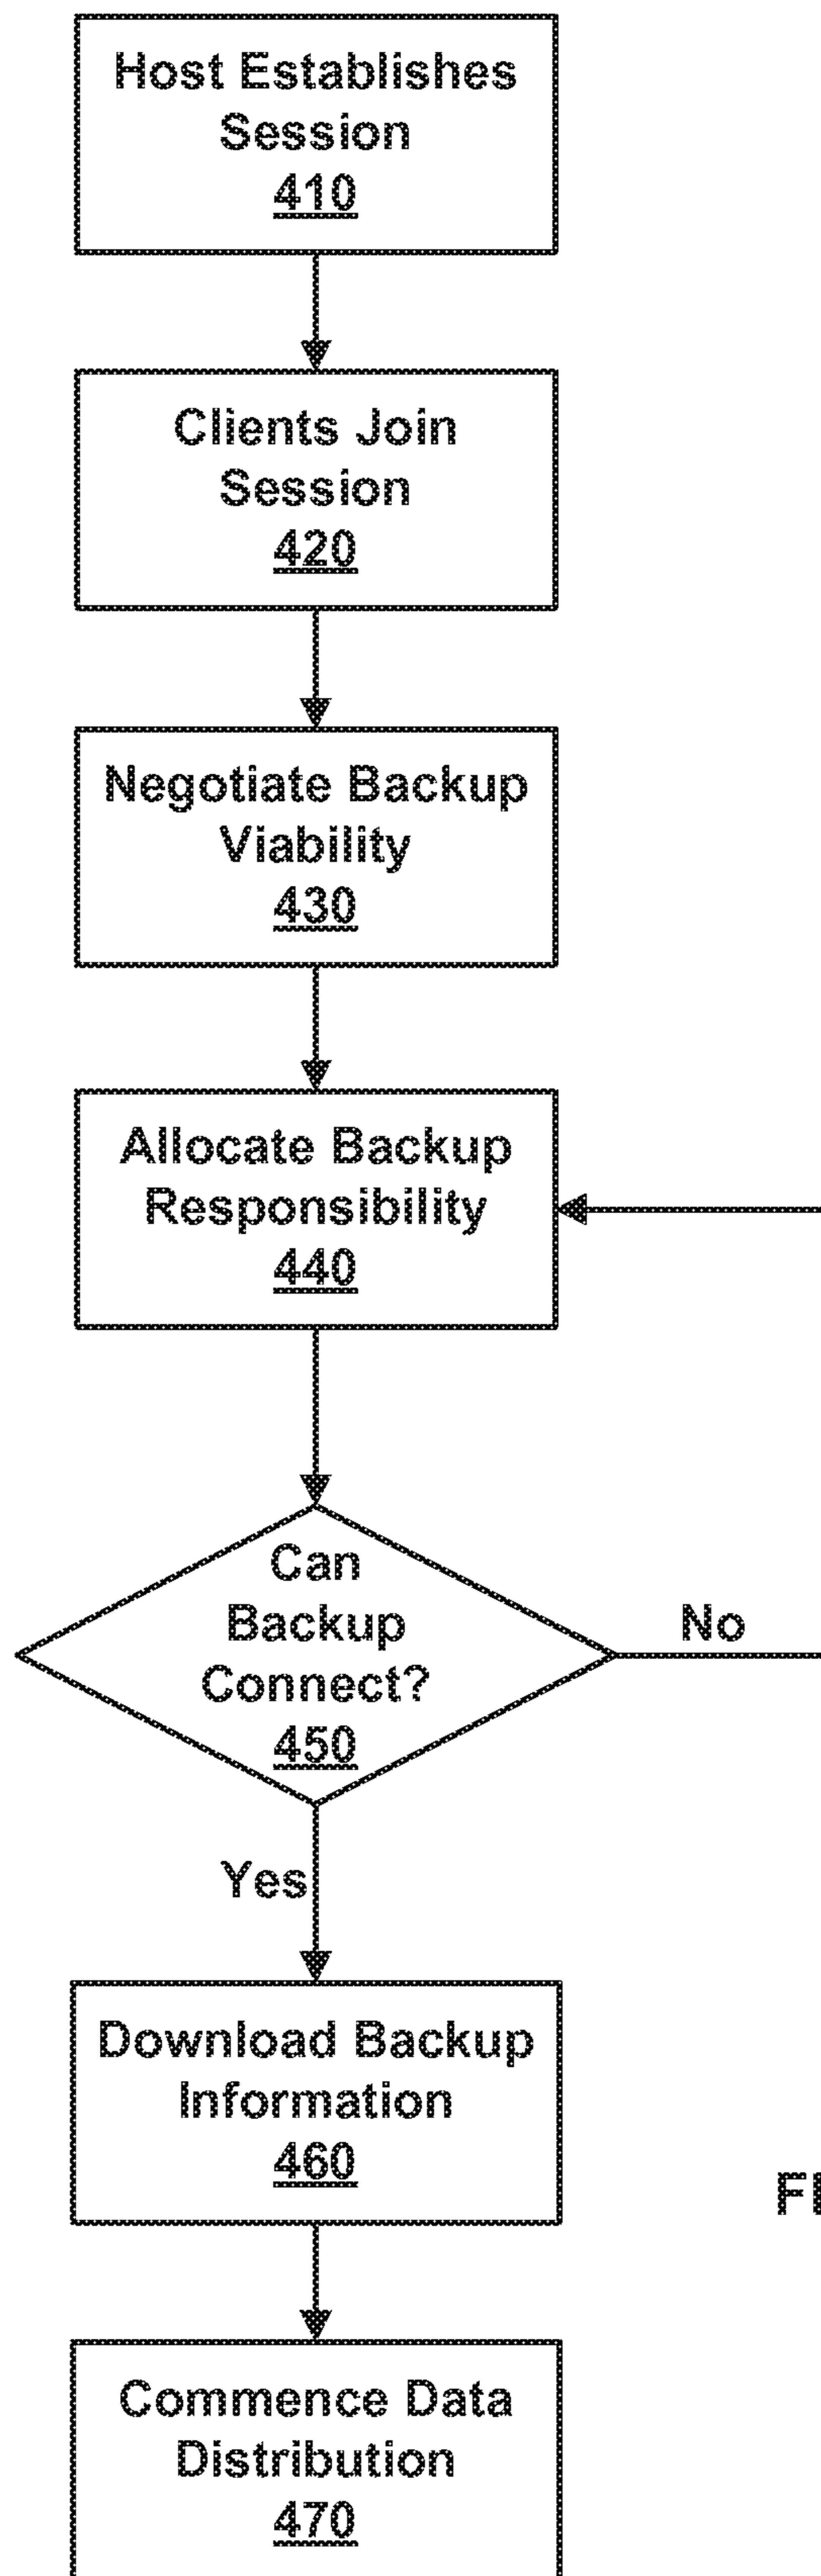 Host Establishes
Session
410
Clients Join
Session
420
Negotiate Backup
Viability
430
Allocate Backup
Responsibility
440
Can
Backup
Connect?
450
No
Yes
Download Backup
Information
460
Commence Data
Distribution
470